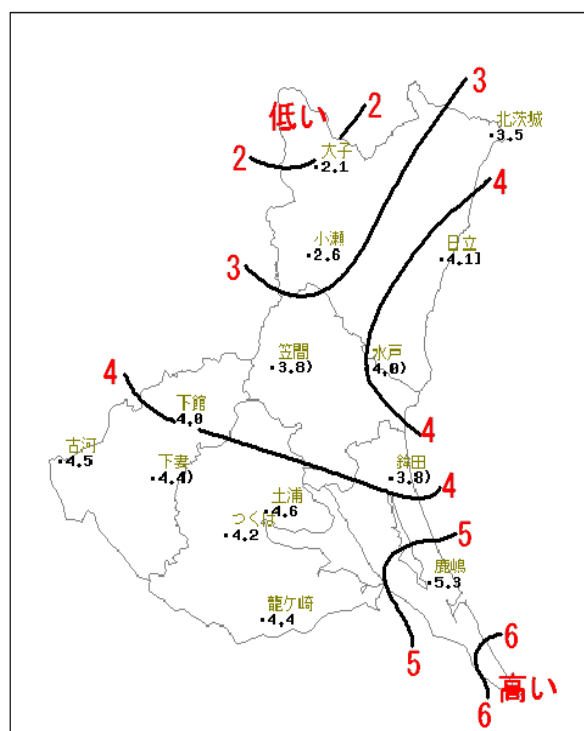 2
3
低い
北茨城
3.5
大子
2.1
2
4
小瀬
2.6
日立
4.1]
3
笠間
3.8)
水戸
(4.0)
4
下館
4.0
4
古河
4.5
下妻
4.4)
鉾田
3.8)
4
土浦
4.6
つくば
4.2
5
鹿嶋
5.3
龍ケ崎
4.4
5
6
高い
6